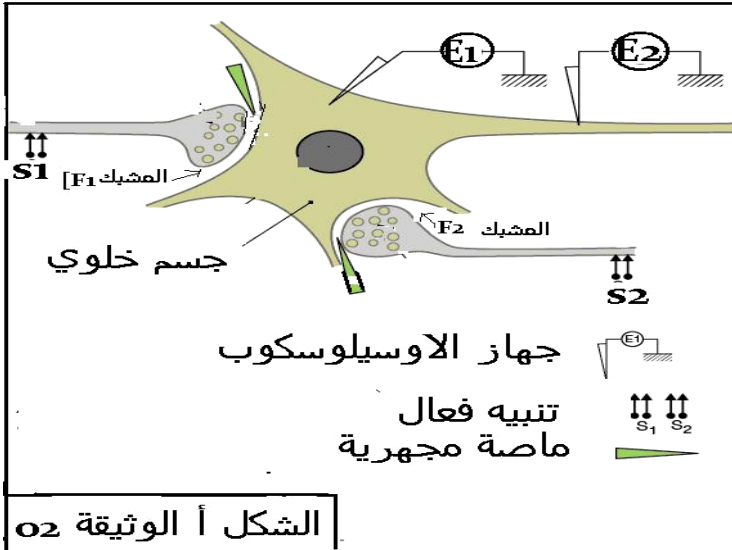 E1
E2
S1
المشبك F1]
المشبك F2
جسم خلوي
S2
جهاز الاوسيلوسكوب
E1
تنبيه فعال
S1 S2
ماصة مجهرية
الشكل أ الوثيقة 02